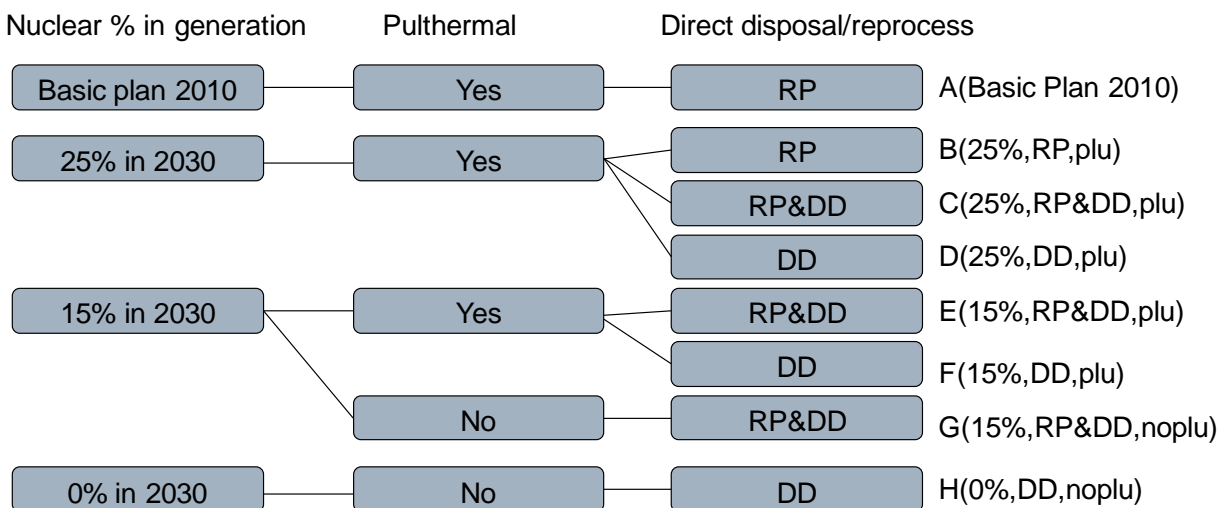 Nuclear % in generation Pulthermal Direct disposal/reprocess
Basic plan 2010 Yes RP A(Basic Plan 2010)
25% in 2030 Yes RP B(25%,RP,plu)
RP&DD C(25%,RP&DD,plu)
DD D(25%,DD,plu)
15% in 2030 Yes RP&DD E(15%,RP&DD,plu)
DD F(15%,DD,plu)
No RP&DD G(15%,RP&DD,noplu)
0% in 2030 No DD H(0%,DD,noplu)